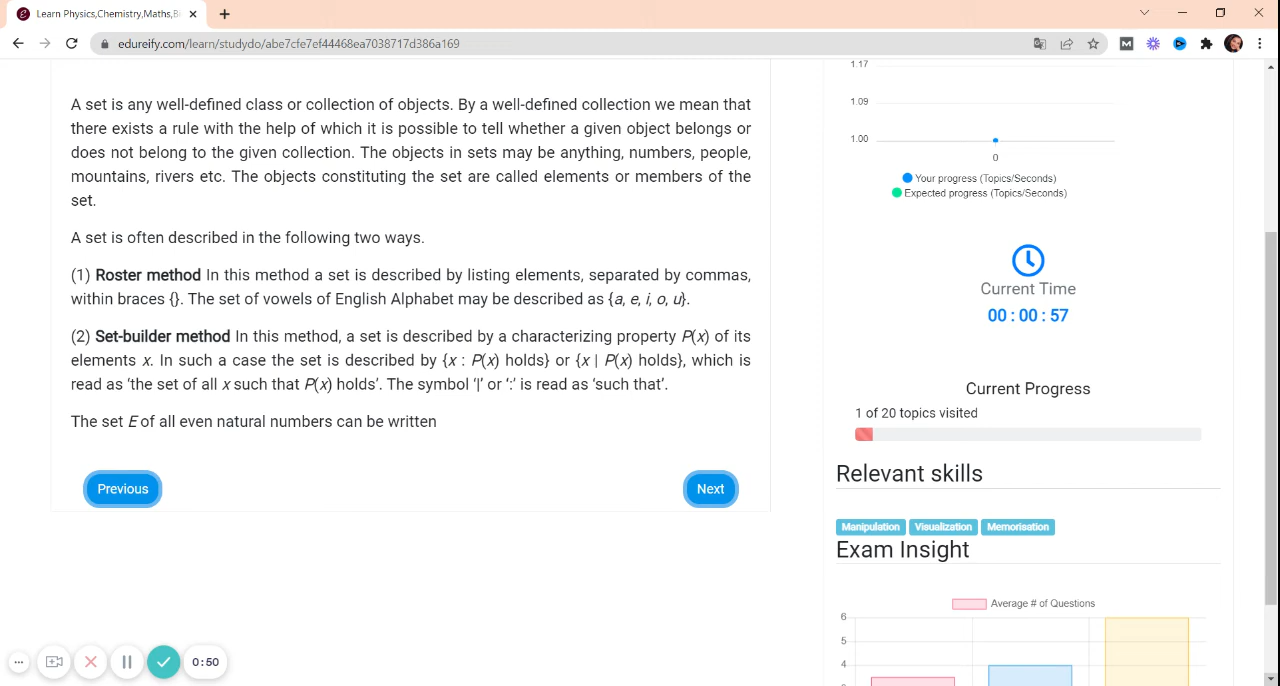 Learn Physics,Chemistry,Maths,B
edureify.com/learn/studydo/abe7cfe7ef44468ea7038717d386a169
A set is any well-defined class or collection of objects. By a well-defined collection we mean that
there exists a rule with the help of which it is possible to tell whether a given object belongs or
does not belong to the given collection. The objects in sets may be anything, numbers, people,
mountains, rivers etc. The objects constituting the set are called elements or members of the
set.
A set is often described in the following two ways.
(1) Roster method In this method a set is described by listing elements, separated by commas,
within braces {}. The set of vowels of English Alphabet may be described as {a, e, i, o, u}.
(2) Set-builder method In this method, a set is described by a characterizing property P(x) of its
elements x. In such a case the set is described by {x : P(x) holds} or {x | P(x) holds}, which is
read as ‘the set of all x such that P(x) holds’. The symbol ‘|’ or ‘:’ is read as ‘such that’.
The set E of all even natural numbers can be written
Previous
Next
1.17
1.09
1.00
0
Your progress (Topics/Seconds)
Expected progress (Topics/Seconds)
Current Time
00 : 00 : 57
Current Progress
1 of 20 topics visited
Relevant skills
Manipulation Visualization Memorisation
Exam Insight
Average # of Questions
6
5
4
0:50